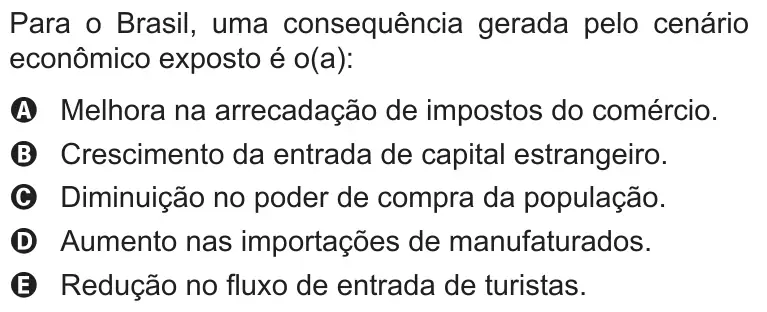 Para o Brasil, uma consequência gerada pelo cenário
econômico exposto é o(a):
A Melhora na arrecadação de impostos do comércio.
B Crescimento da entrada de capital estrangeiro.
C Diminuição no poder de compra da população.
D Aumento nas importações de manufaturados.
E Redução no fluxo de entrada de turistas.